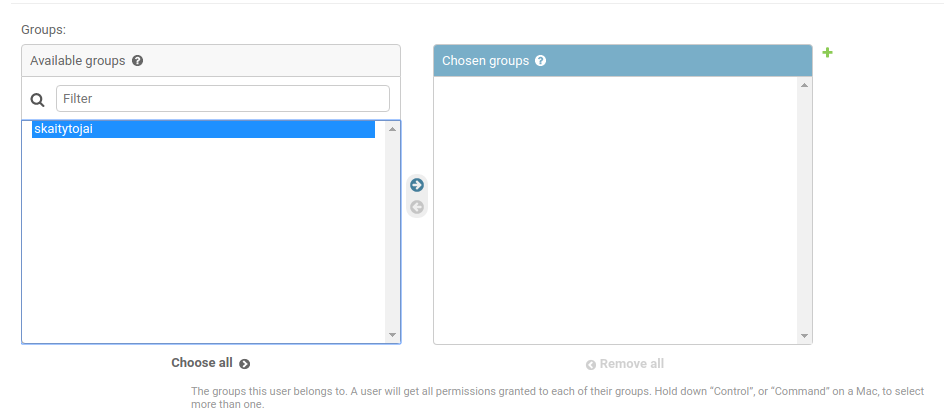 Groups:
Available groups
Chosen groups
Filter
skaitytojai
Choose all
Remove all
The groups this user belongs to. A user will get all permissions granted to each of their groups. Hold down “Control”, or “Command” on a Mac, to select
more than one.